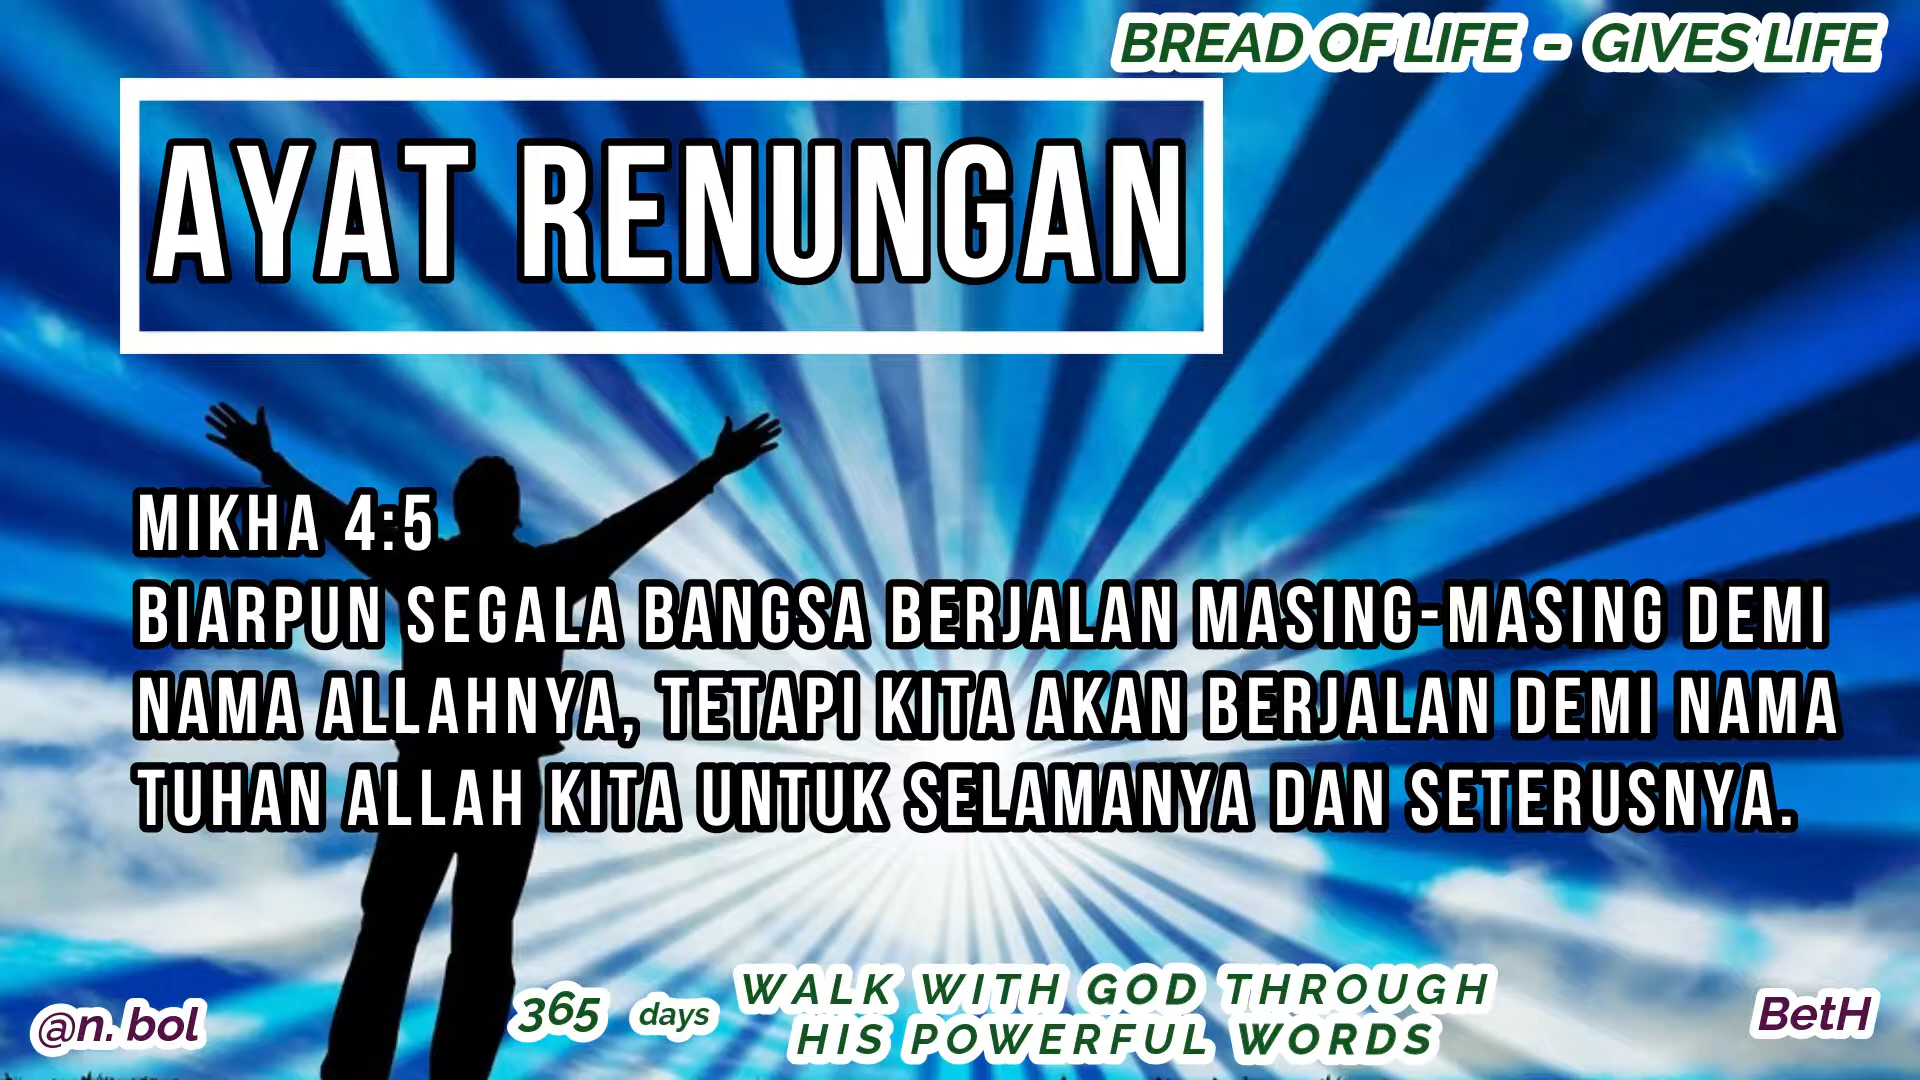 BREAD OF LIFE - GIVES LIFE
AYAT RENUNGAN
MIKHA 4:5
BIARPUN SEGALA BANGSA BERJALAN MASING-MASING DEMI
NAMA ALLAHNYA, TETAPI KITA AKAN BERJALAN DEMI NAMA
TUHAN ALLAH KITA UNTUK SELAMANYA DAN SETERUSNYA.
@n. bol
365 days
WALK WITH GOD THROUGH
HIS POWERFUL WORDS
BetH